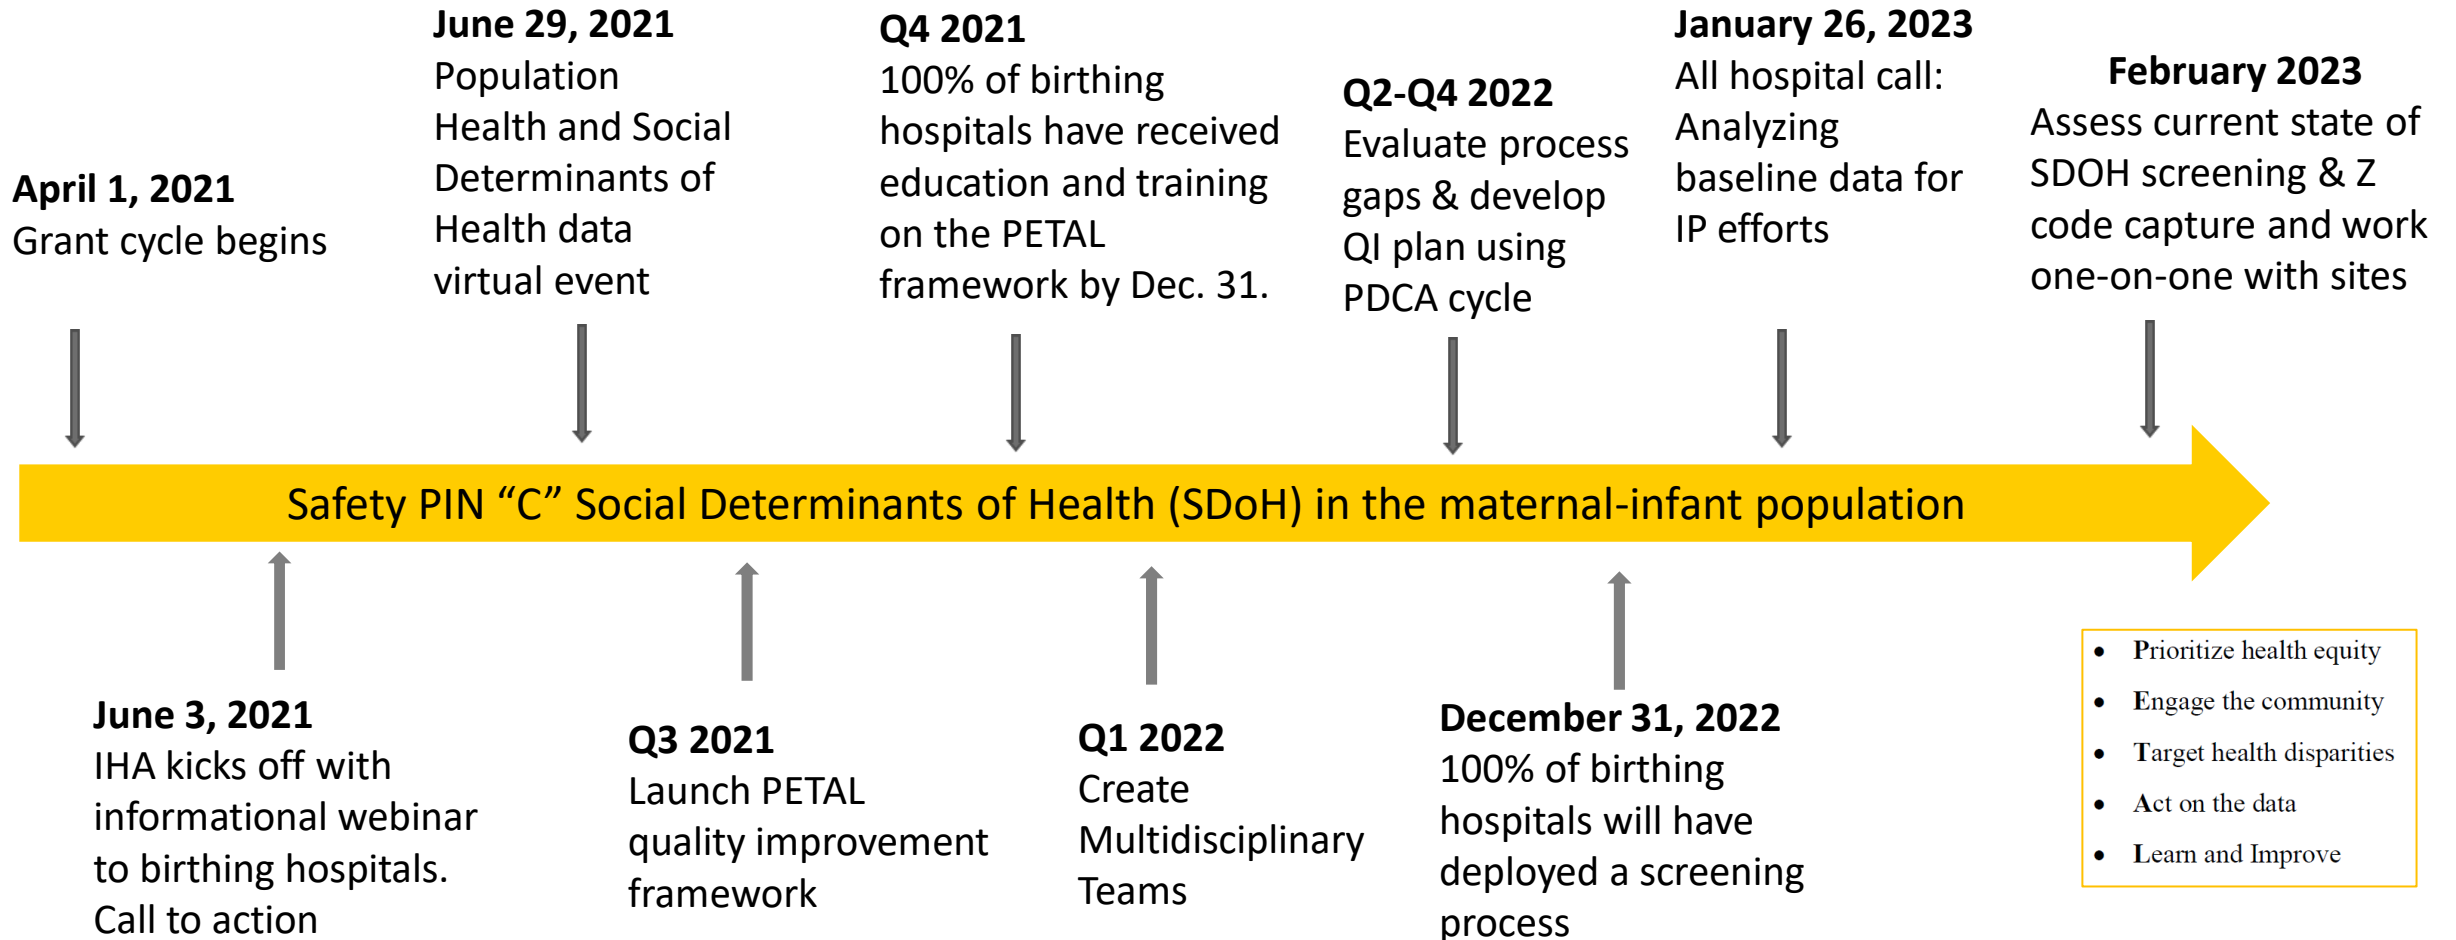 April 1, 2021
Grant cycle begins
June 29, 2021
Population
Health and Social
Determinants of
Health data
virtual event
Q4 2021
100% of birthing
hospitals have received
education and training
on the PETAL
framework by Dec. 31.
Q2-Q4 2022
Evaluate process
gaps & develop
QI plan using
PDCA cycle
January 26, 2023
All hospital call:
Analyzing
baseline data for
IP efforts
February 2023
Assess current state of
SDOH screening & Z
code capture and work
one-on-one with sites
Safety PIN “C” Social Determinants of Health (SDoH) in the maternal-infant population
June 3, 2021
IHA kicks off with
informational webinar
to birthing hospitals.
Call to action
Q3 2021
Launch PETAL
quality improvement
framework
Q1 2022
Create
Multidisciplinary
Teams
December 31, 2022
100% of birthing
hospitals will have
deployed a screening
process
• Prioritize health equity
• Engage the community
• Target health disparities
• Act on the data
• Learn and Improve